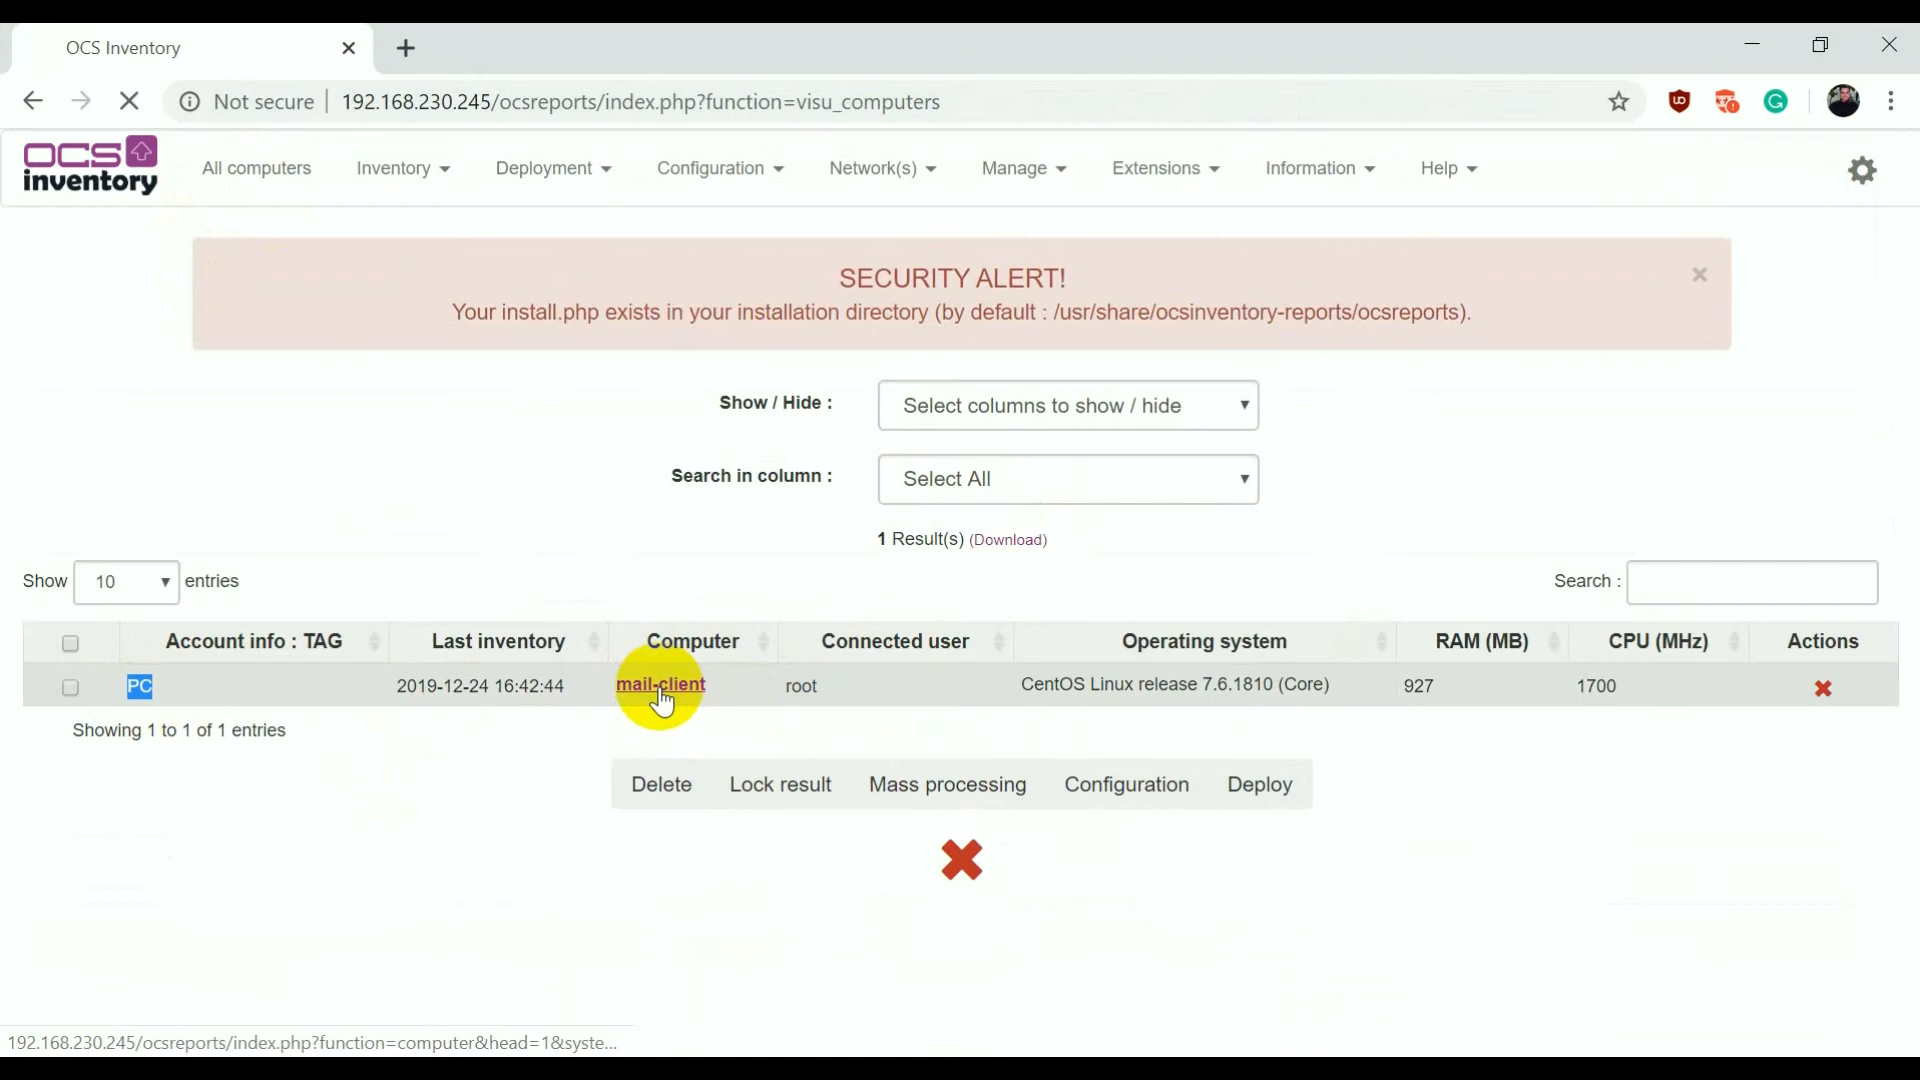 OCS Inventory
Not secure 192.168.230.245/ocsreports/index.php?function=visu_computers
OCS inventory
All computers Inventory Deployment Configuration Network(s) Manage Extensions Information Help
SECURITY ALERT!
Your install.php exists in your installation directory (by default : /usr/share/ocsinventory-reports/ocsreports).
Show / Hide : Select columns to show / hide
Search in column : Select All
1 Result(s) (Download)
Show 10 entries Search :
Account info : TAG Last inventory Computer Connected user Operating system RAM (MB) CPU (MHz) Actions
PC 2019-12-24 16:42:44 mail-client root CentOS Linux release 7.6.1810 (Core) 927 1700
Showing 1 to 1 of 1 entries
Delete Lock result Mass processing Configuration Deploy
192.168.230.245/ocsreports/index.php?function=computer&head=1&syste...